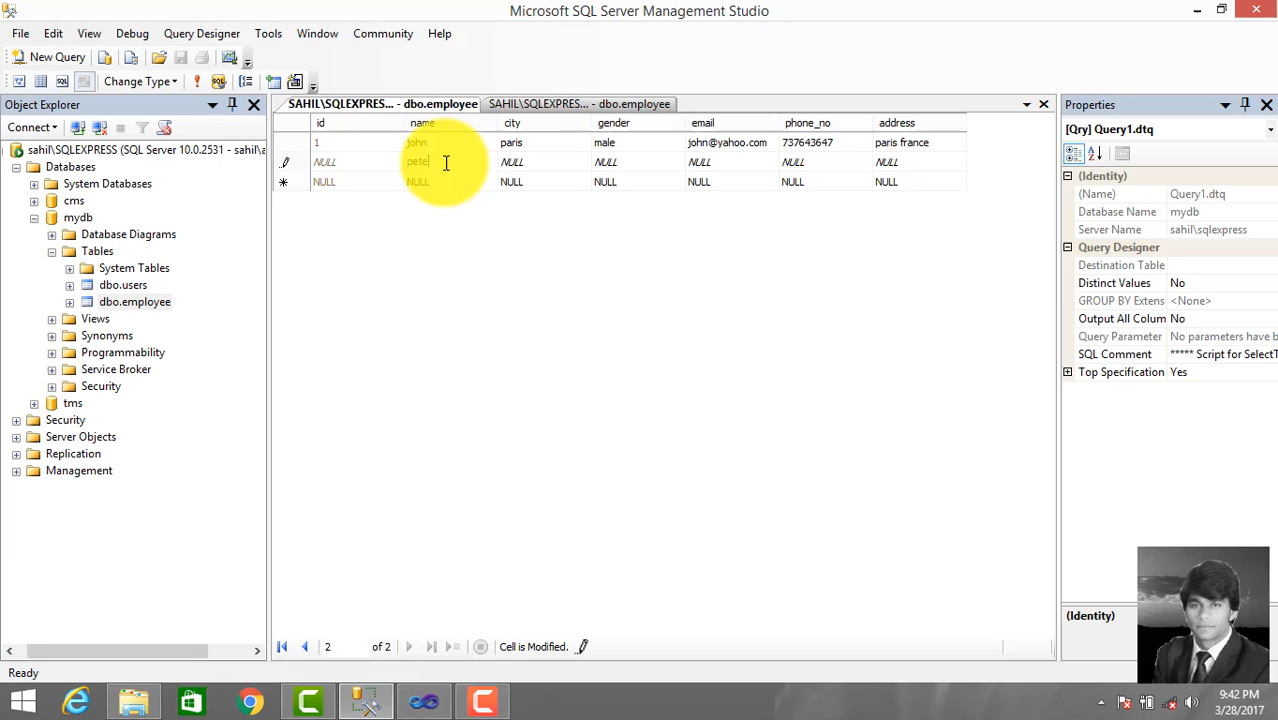 Microsoft SQL Server Management Studio
File Edit View Debug Query Designer Tools Window Community Help
New Query
Change Type
Object Explorer
Connect
sahil\SQLEXPRESS (SQL Server 10.0.2531 - sahil\a
Databases
System Databases
cms
mydb
Database Diagrams
Tables
System Tables
dbo.users
dbo.employee
Views
Synonyms
Programmability
Service Broker
Security
tms
Security
Server Objects
Replication
Management
SAHIL\SQLEXPRES... - dbo.employee SAHIL\SQLEXPRES... - dbo.employee
id name city gender email phone_no address
1 john paris male john@yahoo.com 737643647 paris france
NULL pete NULL NULL NULL NULL NULL
NULL NULL NULL NULL NULL NULL NULL
2 of 2 Cell is Modified.
Properties
[Qry] Query1.dtq
(Identity)
(Name) Query1.dtq
Database Name mydb
Server Name sahil\sqlexpress
Query Designer
Destination Table
Distinct Values No
GROUP BY Extens <None>
Output All Colum No
Query Parameter No parameters have b
SQL Comment ***** Script for SelectT
Top Specification Yes
(Identity)
Ready
9:42 PM
3/28/2017